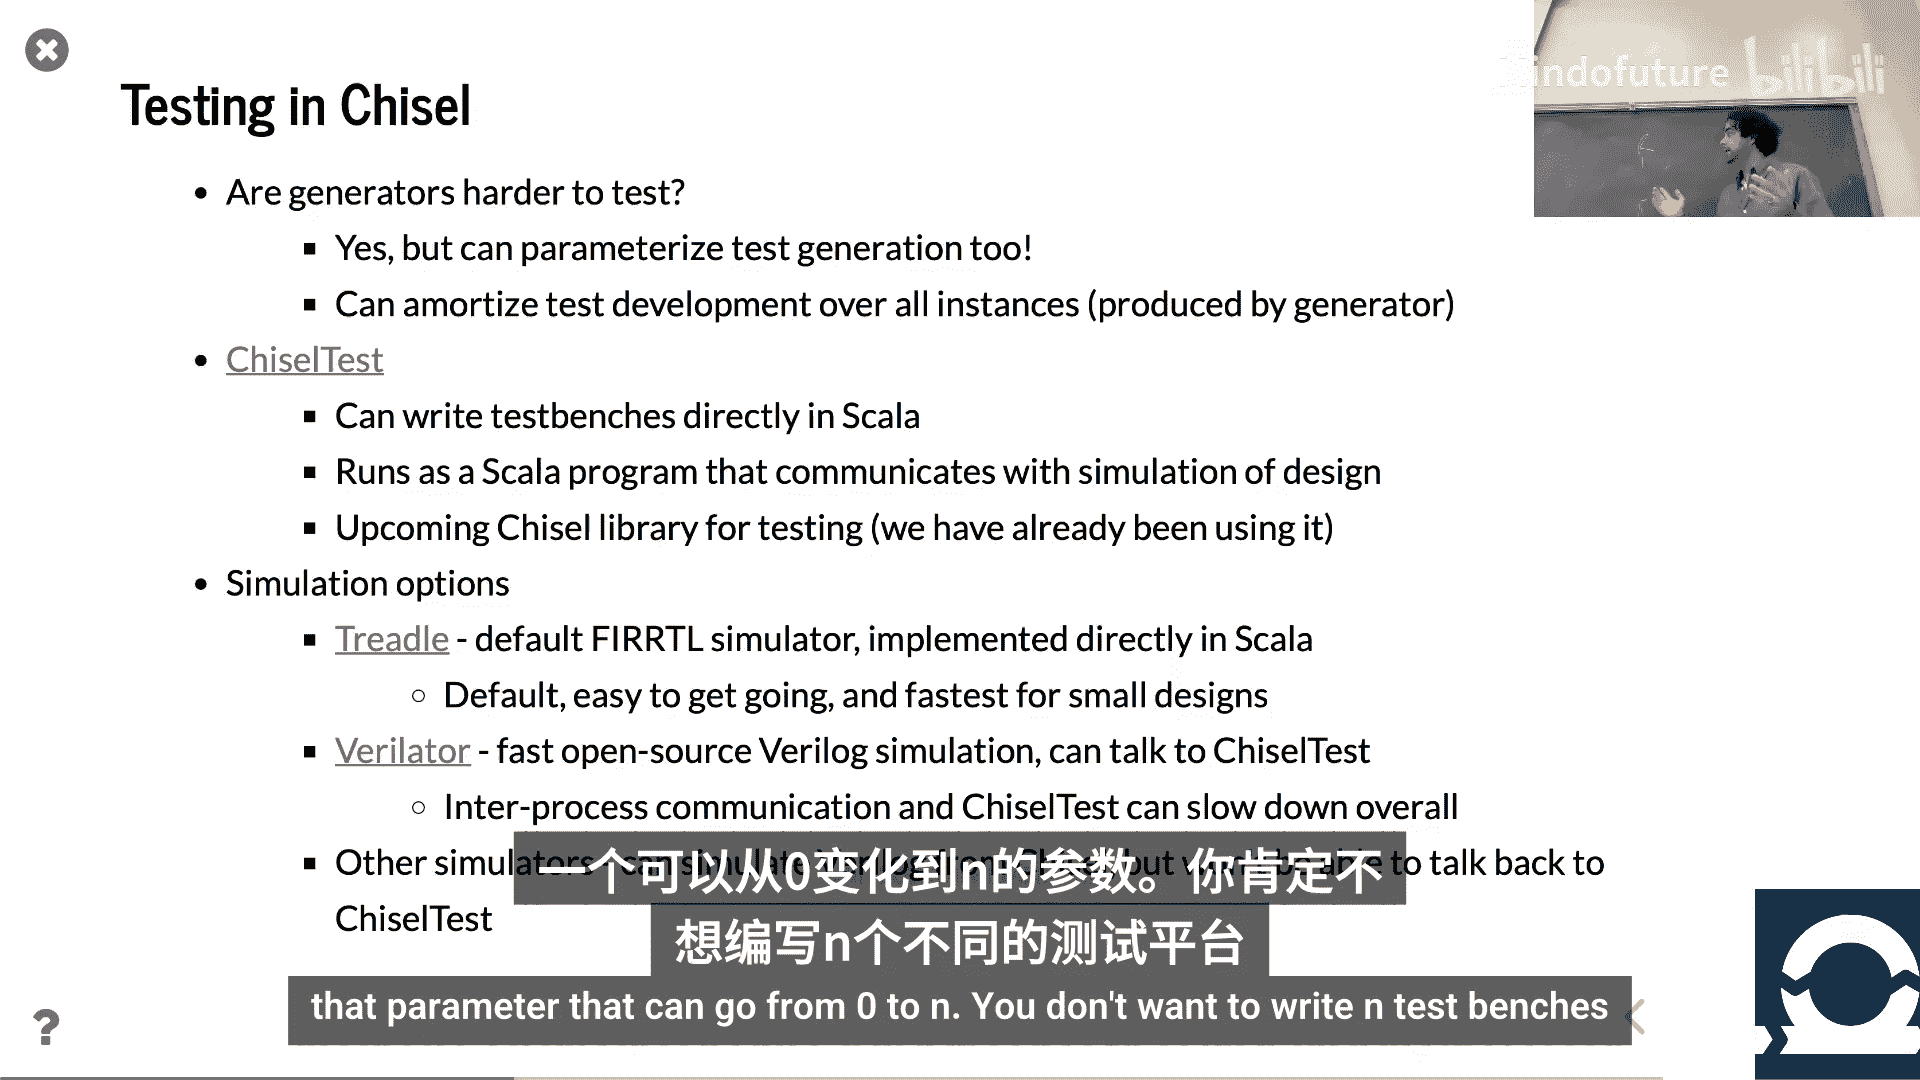 indofuture bilibili
Testing in Chisel
Are generators harder to test?
Yes, but can parameterize test generation too!
Can amortize test development over all instances (produced by generator)
ChiselTest
Can write testbenches directly in Scala
Runs as a Scala program that communicates with simulation of design
Upcoming Chisel library for testing (we have already been using it)
Simulation options
Treadle - default FIRRTL simulator, implemented directly in Scala
Default, easy to get going, and fastest for small designs
Verilator - fast open-source Verilog simulation, can talk to ChiselTest
Inter-process communication and ChiselTest can slow down overall
Other simulators - can simulate but to talk back to
ChiselTest
一个可以从0变化到n的参数。你肯定不
想编写n个不同的测试平台
that parameter that can go from 0 to n. You don't want to write n test benches